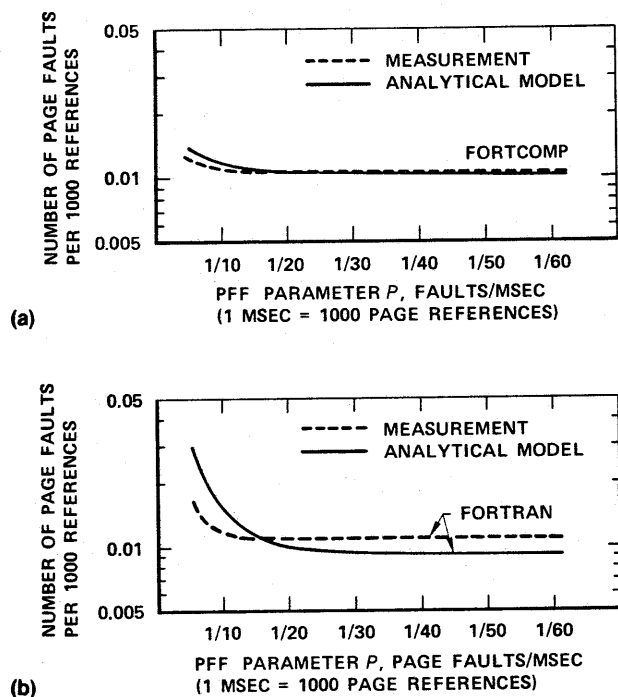 NUMBER OF PAGE FAULTS
PER 1000 REFERENCES
0.05
0.01
0.005
MEASUREMENT
ANALYTICAL MODEL
FORTCOMP
1/10 1/20 1/30 1/40 1/50 1/60
PFF PARAMETER P, FAULTS/MSEC
(1 MSEC = 1000 PAGE REFERENCES)
(a)
NUMBER OF PAGE FAULTS
PER 1000 REFERENCES
0.05
0.01
0.005
MEASUREMENT
ANALYTICAL MODEL
FORTRAN
1/10 1/20 1/30 1/40 1/50 1/60
PFF PARAMETER P, PAGE FAULTS/MSEC
(1 MSEC = 1000 PAGE REFERENCES)
(b)